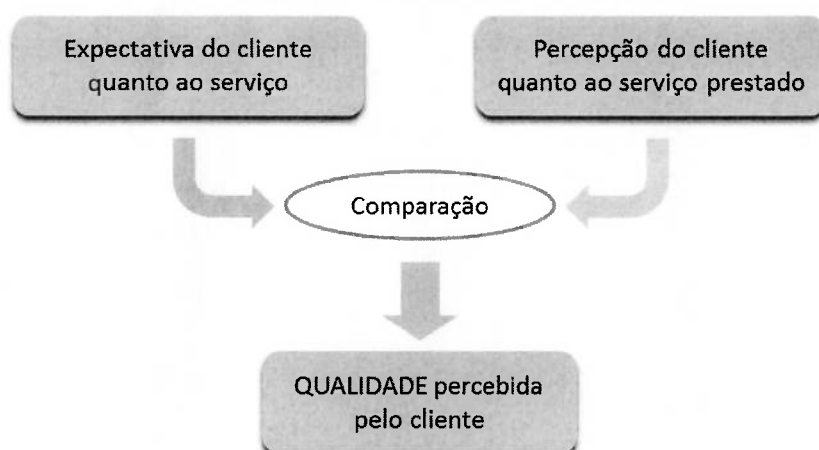 Expectativa do cliente
quanto ao serviço
Percepção do cliente
quanto ao serviço prestado
Comparação
QUALIDADE percebida
pelo cliente